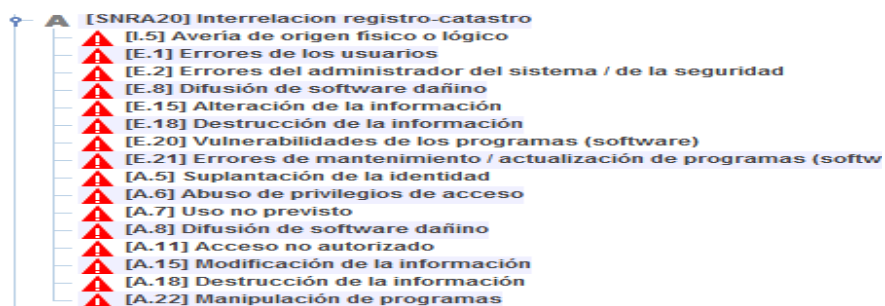 A [SNRA20] Interrelacion registro-catastro
[I.5] Avería de origen físico o lógico
[E.1] Errores de los usuarios
[E.2] Errores del administrador del sistema / de la seguridad
[E.8] Difusión de software dañino
[E.15] Alteración de la información
[E.18] Destrucción de la información
[E.20] Vulnerabilidades de los programas (software)
[E.21] Errores de mantenimiento / actualización de programas (softw
[A.5] Suplantación de la identidad
[A.6] Abuso de privilegios de acceso
[A.7] Uso no previsto
[A.8] Difusión de software dañino
[A.11] Acceso no autorizado
[A.15] Modificación de la información
[A.18] Destrucción de la información
[A.22] Manipulación de programas